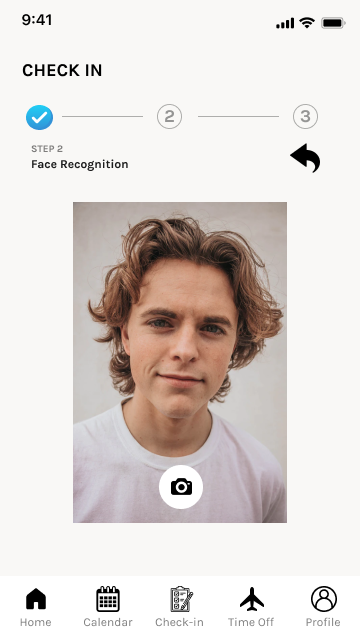 9:41
CHECK IN
2
3
STEP 2
Face Recognition
Home
Calendar
Check-in
Time Off
Profile